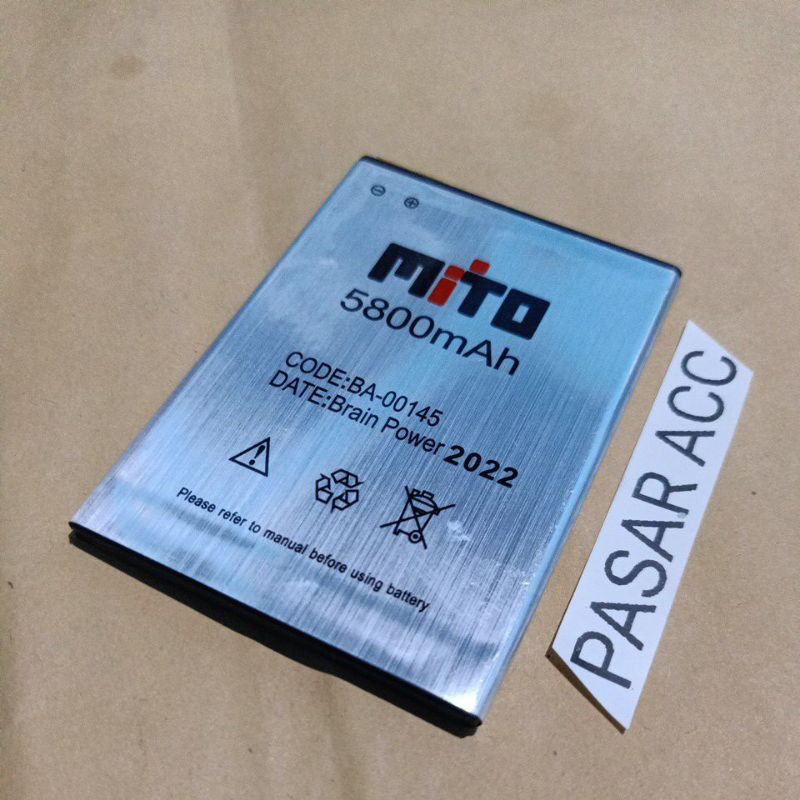 MiTO
5800mAh
CODE:BA-00145
DATE:Brain Power 2022
Please refer to manual before using battery
PASAR ACC